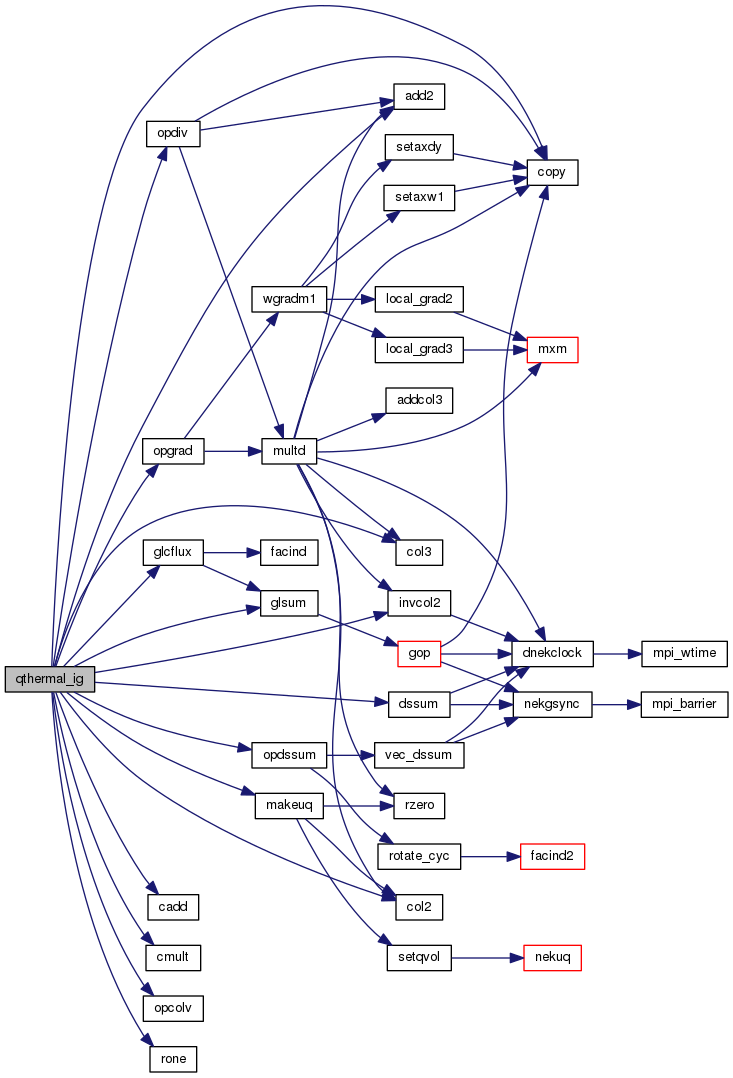 add2
opdiv
setaxdy
copy
setaxw1
wgradm1
local_grad2
local_grad3
mxm
addcol3
opgrad
multd
glcflux
facind
col3
glsum
invcol2
gop
dnekclock
mpi_wtime
qthermal_ig
dssum
nekgsync
mpi_barrier
opdssum
vec_dssum
makeuq
rzero
rotate_cyc
facind2
cadd
col2
cmult
setqvol
nekuq
opcolv
rone